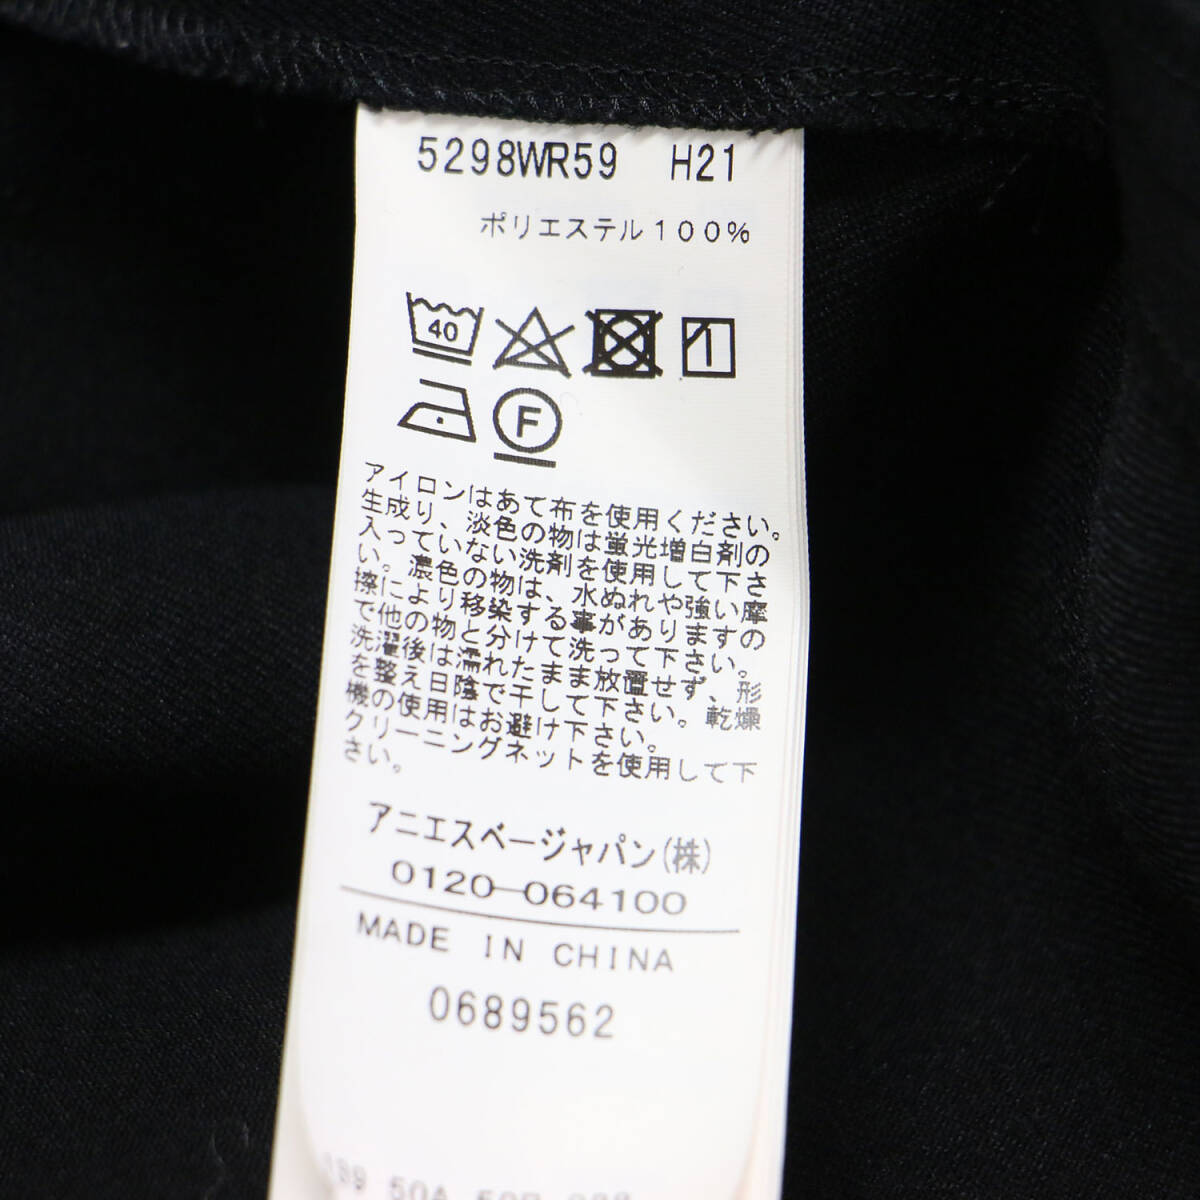 5298WR59 H21
ポリエステル100%
40
F
アイロンはあて布を使用ください。
生成り、淡色の物は蛍光増白剤の
入っていない洗剤を使用して下さ
い。濃色の物は、水ぬれや強い摩
擦により移染する事がありますの
で他の物と分けて洗って下さい。
洗濯後は濡れたまま放置せず、形
を整え日陰で干して下さい。乾燥
機の使用はお避け下さい。
クリーニングネットを使用して下
さい。
アニエスベージャパン(株)
0120-064100
MADE IN CHINA
0689562
50A